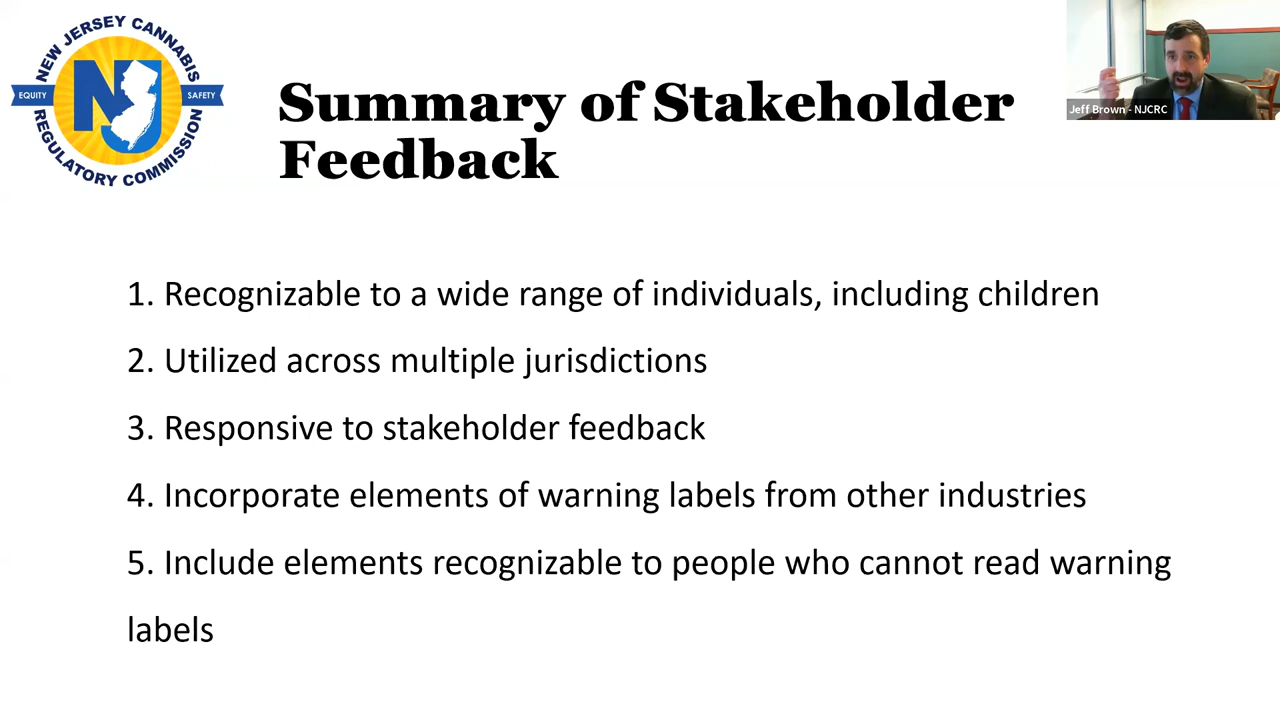 NEW JERSEY CANNABIS
EQUITY
NJ
SAFETY
REGULATORY COMMISSION
Summary of Stakeholder
Feedback
Jeff Brown - NJCRC
1. Recognizable to a wide range of individuals, including children
2. Utilized across multiple jurisdictions
3. Responsive to stakeholder feedback
4. Incorporate elements of warning labels from other industries
5. Include elements recognizable to people who cannot read warning
labels